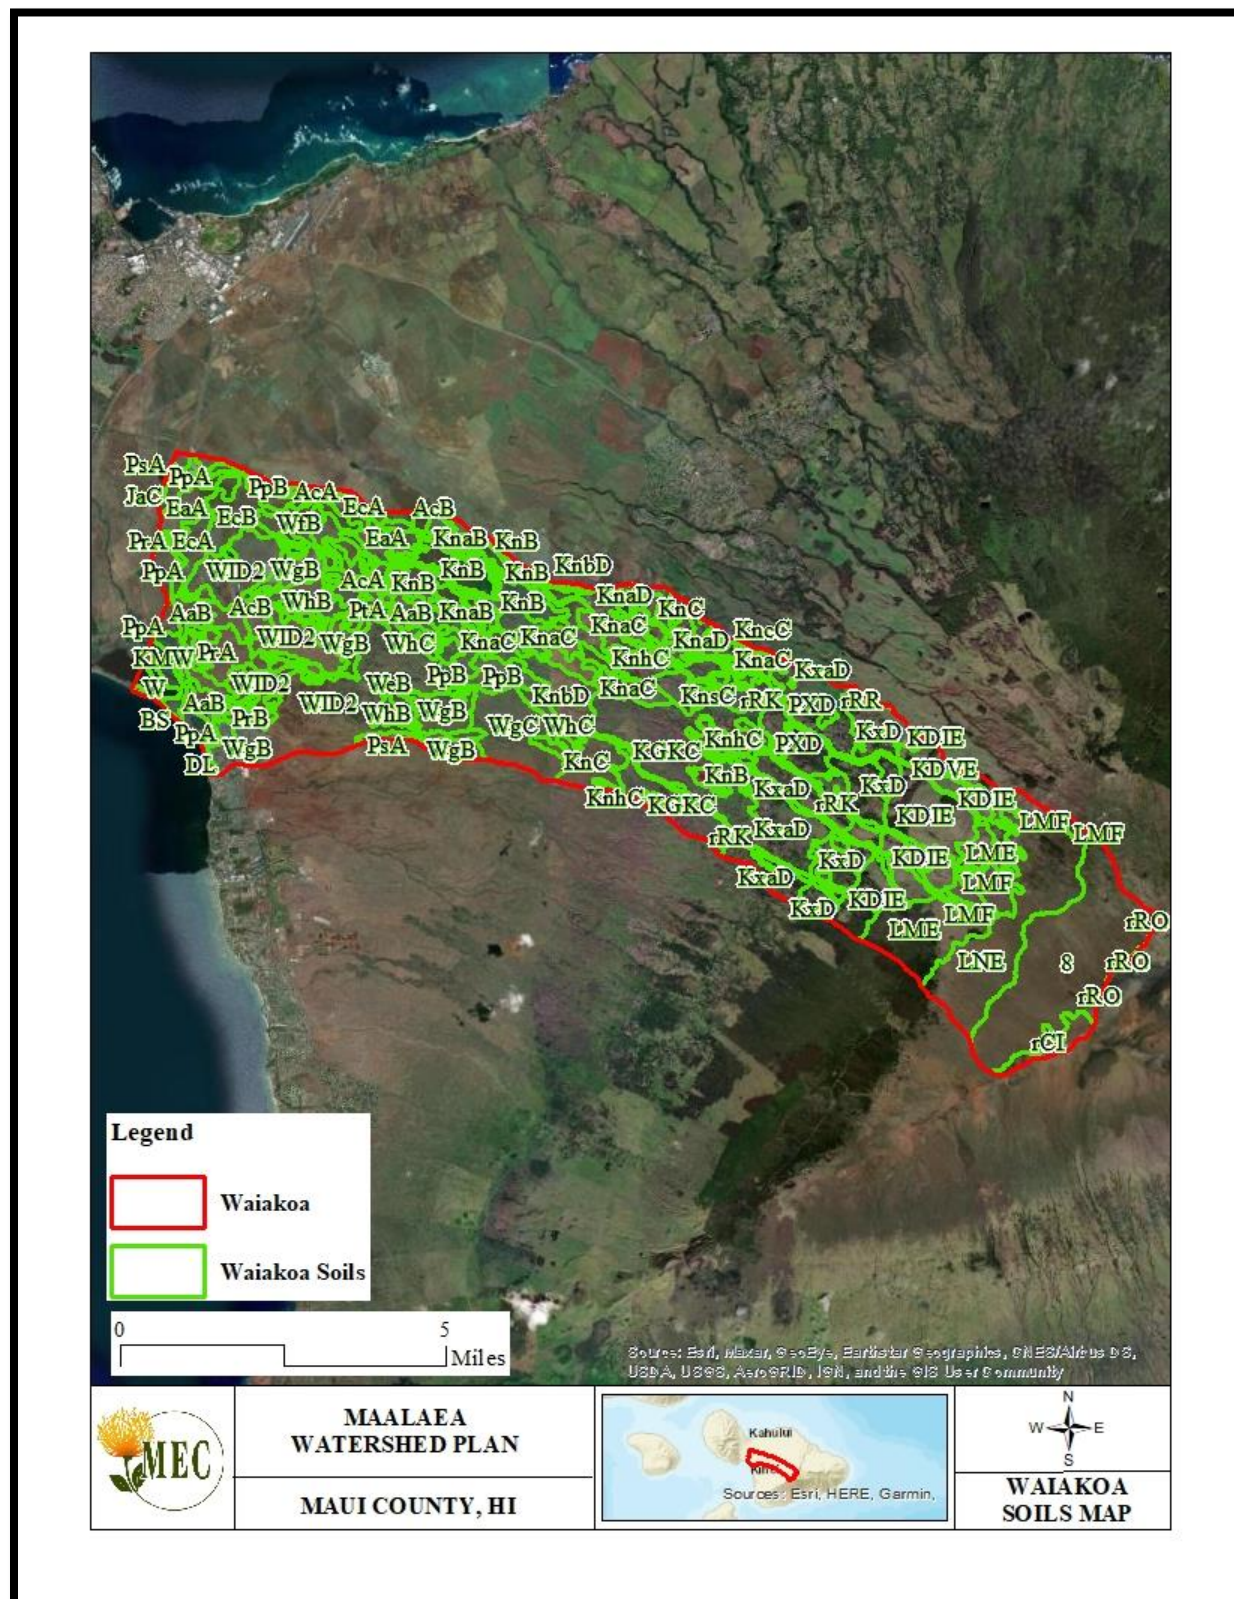 PsA
PpA
PpB
AcA
JaC
EaA
EcB
WfB
EcA
AcB
PrA
EcA
EaA
KnaB
KnB
PpA
WID2
WgB
AcA
KnB
KnB
KnB
KnbD
AaB
AcB
WhB
PtA
AaB
KnaB
KnB
KnaD
KnC
PpA
PrA
WID2
WgB
WhC
KnaC
KnaC
KnaC
KnaD
KncC
KMW
WID2
WeB
PpB
PpB
KnhC
KnaC
KnaC
KxaD
W
AaB
PrB
WID2
WhB
WgB
KnbD
KnsC
rRK
PXD
rRR
BS
PpA
WgB
PsA
WgB
WgC
WhC
KGKC
KnhC
PXD
KxD
KDIE
DL
KnC
KnB
KxaD
KxD
KDVE
KnhC
KGKC
rRK
KDIE
KDIE
rRK
KxaD
LMF
LMF
KxD
KDIE
LME
KxaD
LMF
KxD
KDIE
LMF
LME
rRO
LNE
8
rRO
rRO
rCI
Legend
Waiakoa
Waiakoa Soils
0 5
Miles
Source: Esri, Maxar, GeoEye, Earthstar Geographics, CNES/Airbus DS,
USDA, USGS, AeroGRID, IGN, and the GIS User Community
MEC
MAALAEA
WATERSHED PLAN
MAUI COUNTY, HI
Kahului
Sources: Esri, HERE, Garmin,
N
W E
S
WAIAKOA
SOILS MAP